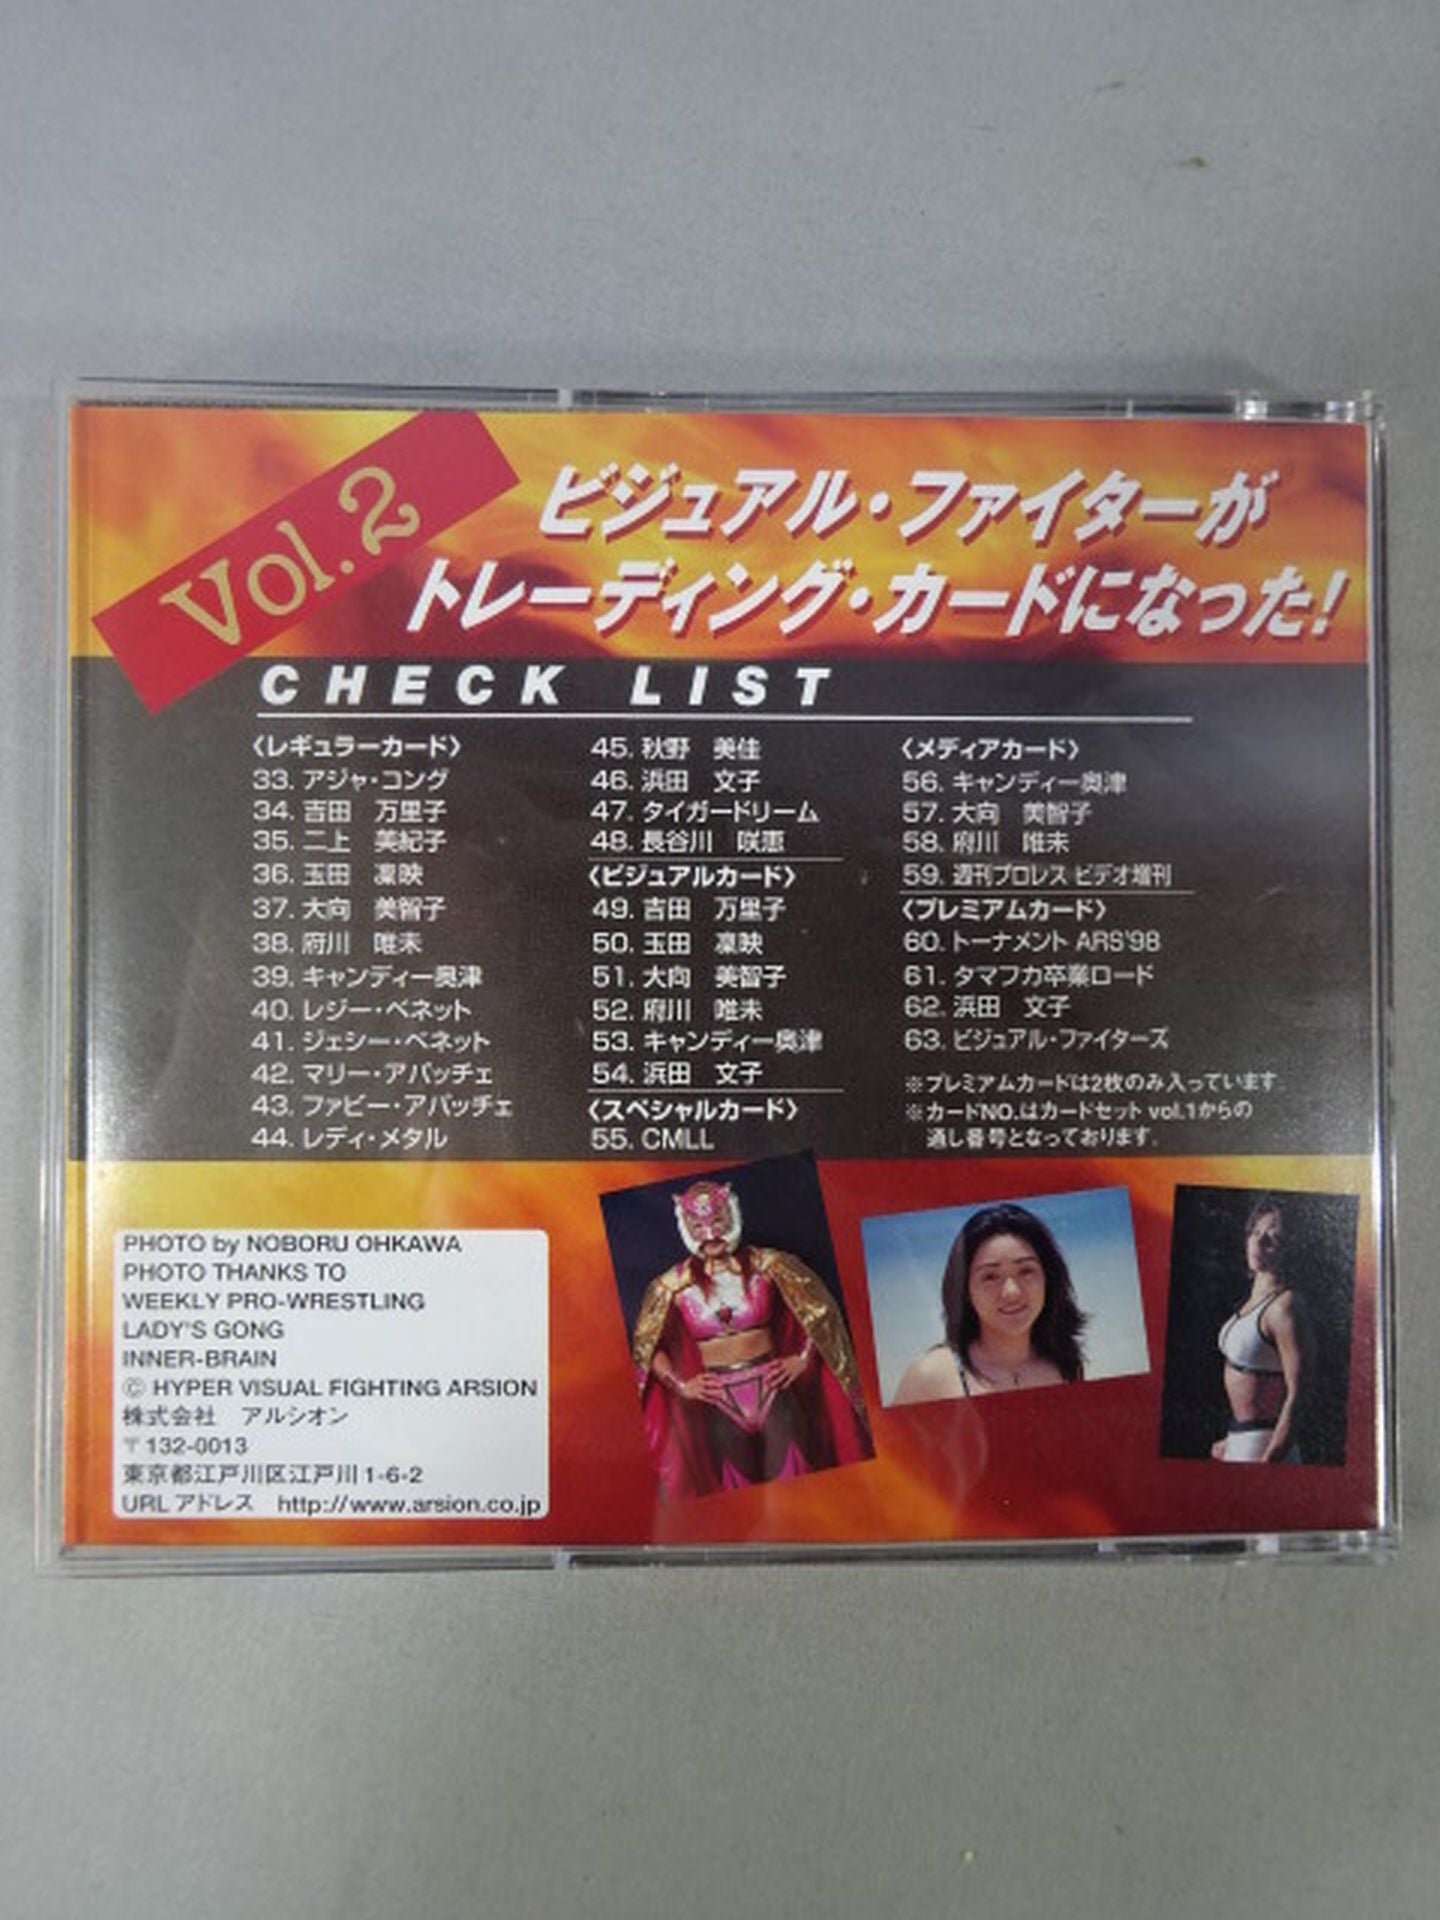 Vol.2
ビジュアル・ファイターが
トレーディング・カードになった!
CHECK LIST
〈レギュラーカード〉
33. アジャ・コング
34. 吉田 万里子
35. 二上 美紀子
36. 玉田 凜映
37. 大向 美智子
38. 府川 唯未
39. キャンディー奥津
40. レジー・ベネット
41. ジェシー・ベネット
42. マリー・アパッチェ
43. ファビー・アパッチェ
44. レディ・メタル
45. 秋野 美佳
46. 浜田 文子
47. タイガードリーム
48. 長谷川 咲恵
〈ビジュアルカード〉
49. 吉田 万里子
50. 玉田 凜映
51. 大向 美智子
52. 府川 唯未
53. キャンディー奥津
54. 浜田 文子
〈スペシャルカード〉
55. CMLL
〈メディアカード〉
56. キャンディー奥津
57. 大向 美智子
58. 府川 唯未
59. 週刊プロレス ビデオ増刊
〈プレミアムカード〉
60. トーナメント ARS'98
61. タマフカ卒業ロード
62. 浜田 文子
63. ビジュアル・ファイターズ
※プレミアムカードは2枚のみ入っています
※カードNO.はカードセット vol.1からの
通し番号となっております。
PHOTO by NOBORU OHKAWA
PHOTO THANKS TO
WEEKLY PRO-WRESTLING
LADY'S GONG
INNER-BRAIN
© HYPER VISUAL FIGHTING ARSION
株式会社 アルシオン
〒132-0013
東京都江戸川区江戸川1-6-2
URL アドレス http://www.arsion.co.jp